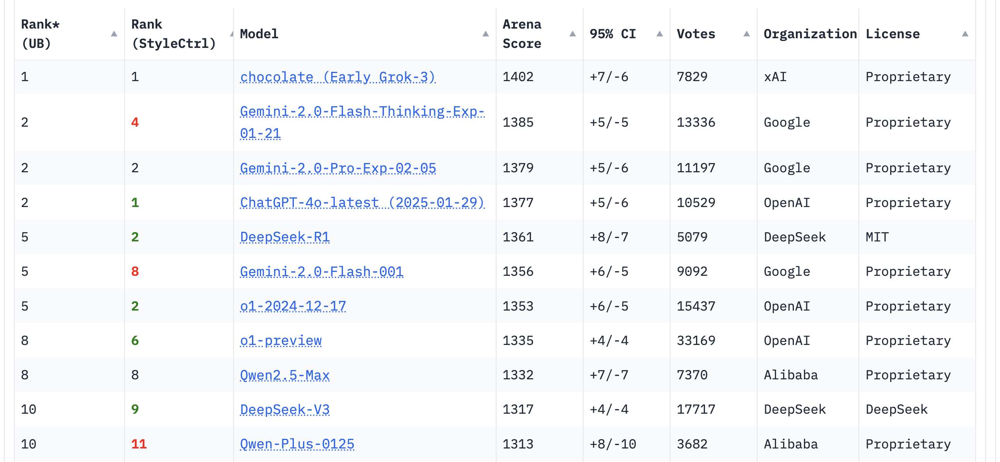 Rank* (UB) Rank (StyleCtrl) Model Arena Score 95% CI Votes Organization License
1 1 chocolate (Early Grok-3) 1402 +7/-6 7829 xAI Proprietary
2 4 Gemini-2.0-Flash-Thinking-Exp-01-21 1385 +5/-5 13336 Google Proprietary
2 2 Gemini-2.0-Pro-Exp-02-05 1379 +5/-6 11197 Google Proprietary
2 1 ChatGPT-4o-latest (2025-01-29) 1377 +5/-6 10529 OpenAI Proprietary
5 2 DeepSeek-R1 1361 +8/-7 5079 DeepSeek MIT
5 8 Gemini-2.0-Flash-001 1356 +6/-5 9092 Google Proprietary
5 2 o1-2024-12-17 1353 +6/-5 15437 OpenAI Proprietary
8 6 o1-preview 1335 +4/-4 33169 OpenAI Proprietary
8 8 Qwen2.5-Max 1332 +7/-7 7370 Alibaba Proprietary
10 9 DeepSeek-V3 1317 +4/-4 17717 DeepSeek DeepSeek
10 11 Qwen-Plus-0125 1313 +8/-10 3682 Alibaba Proprietary